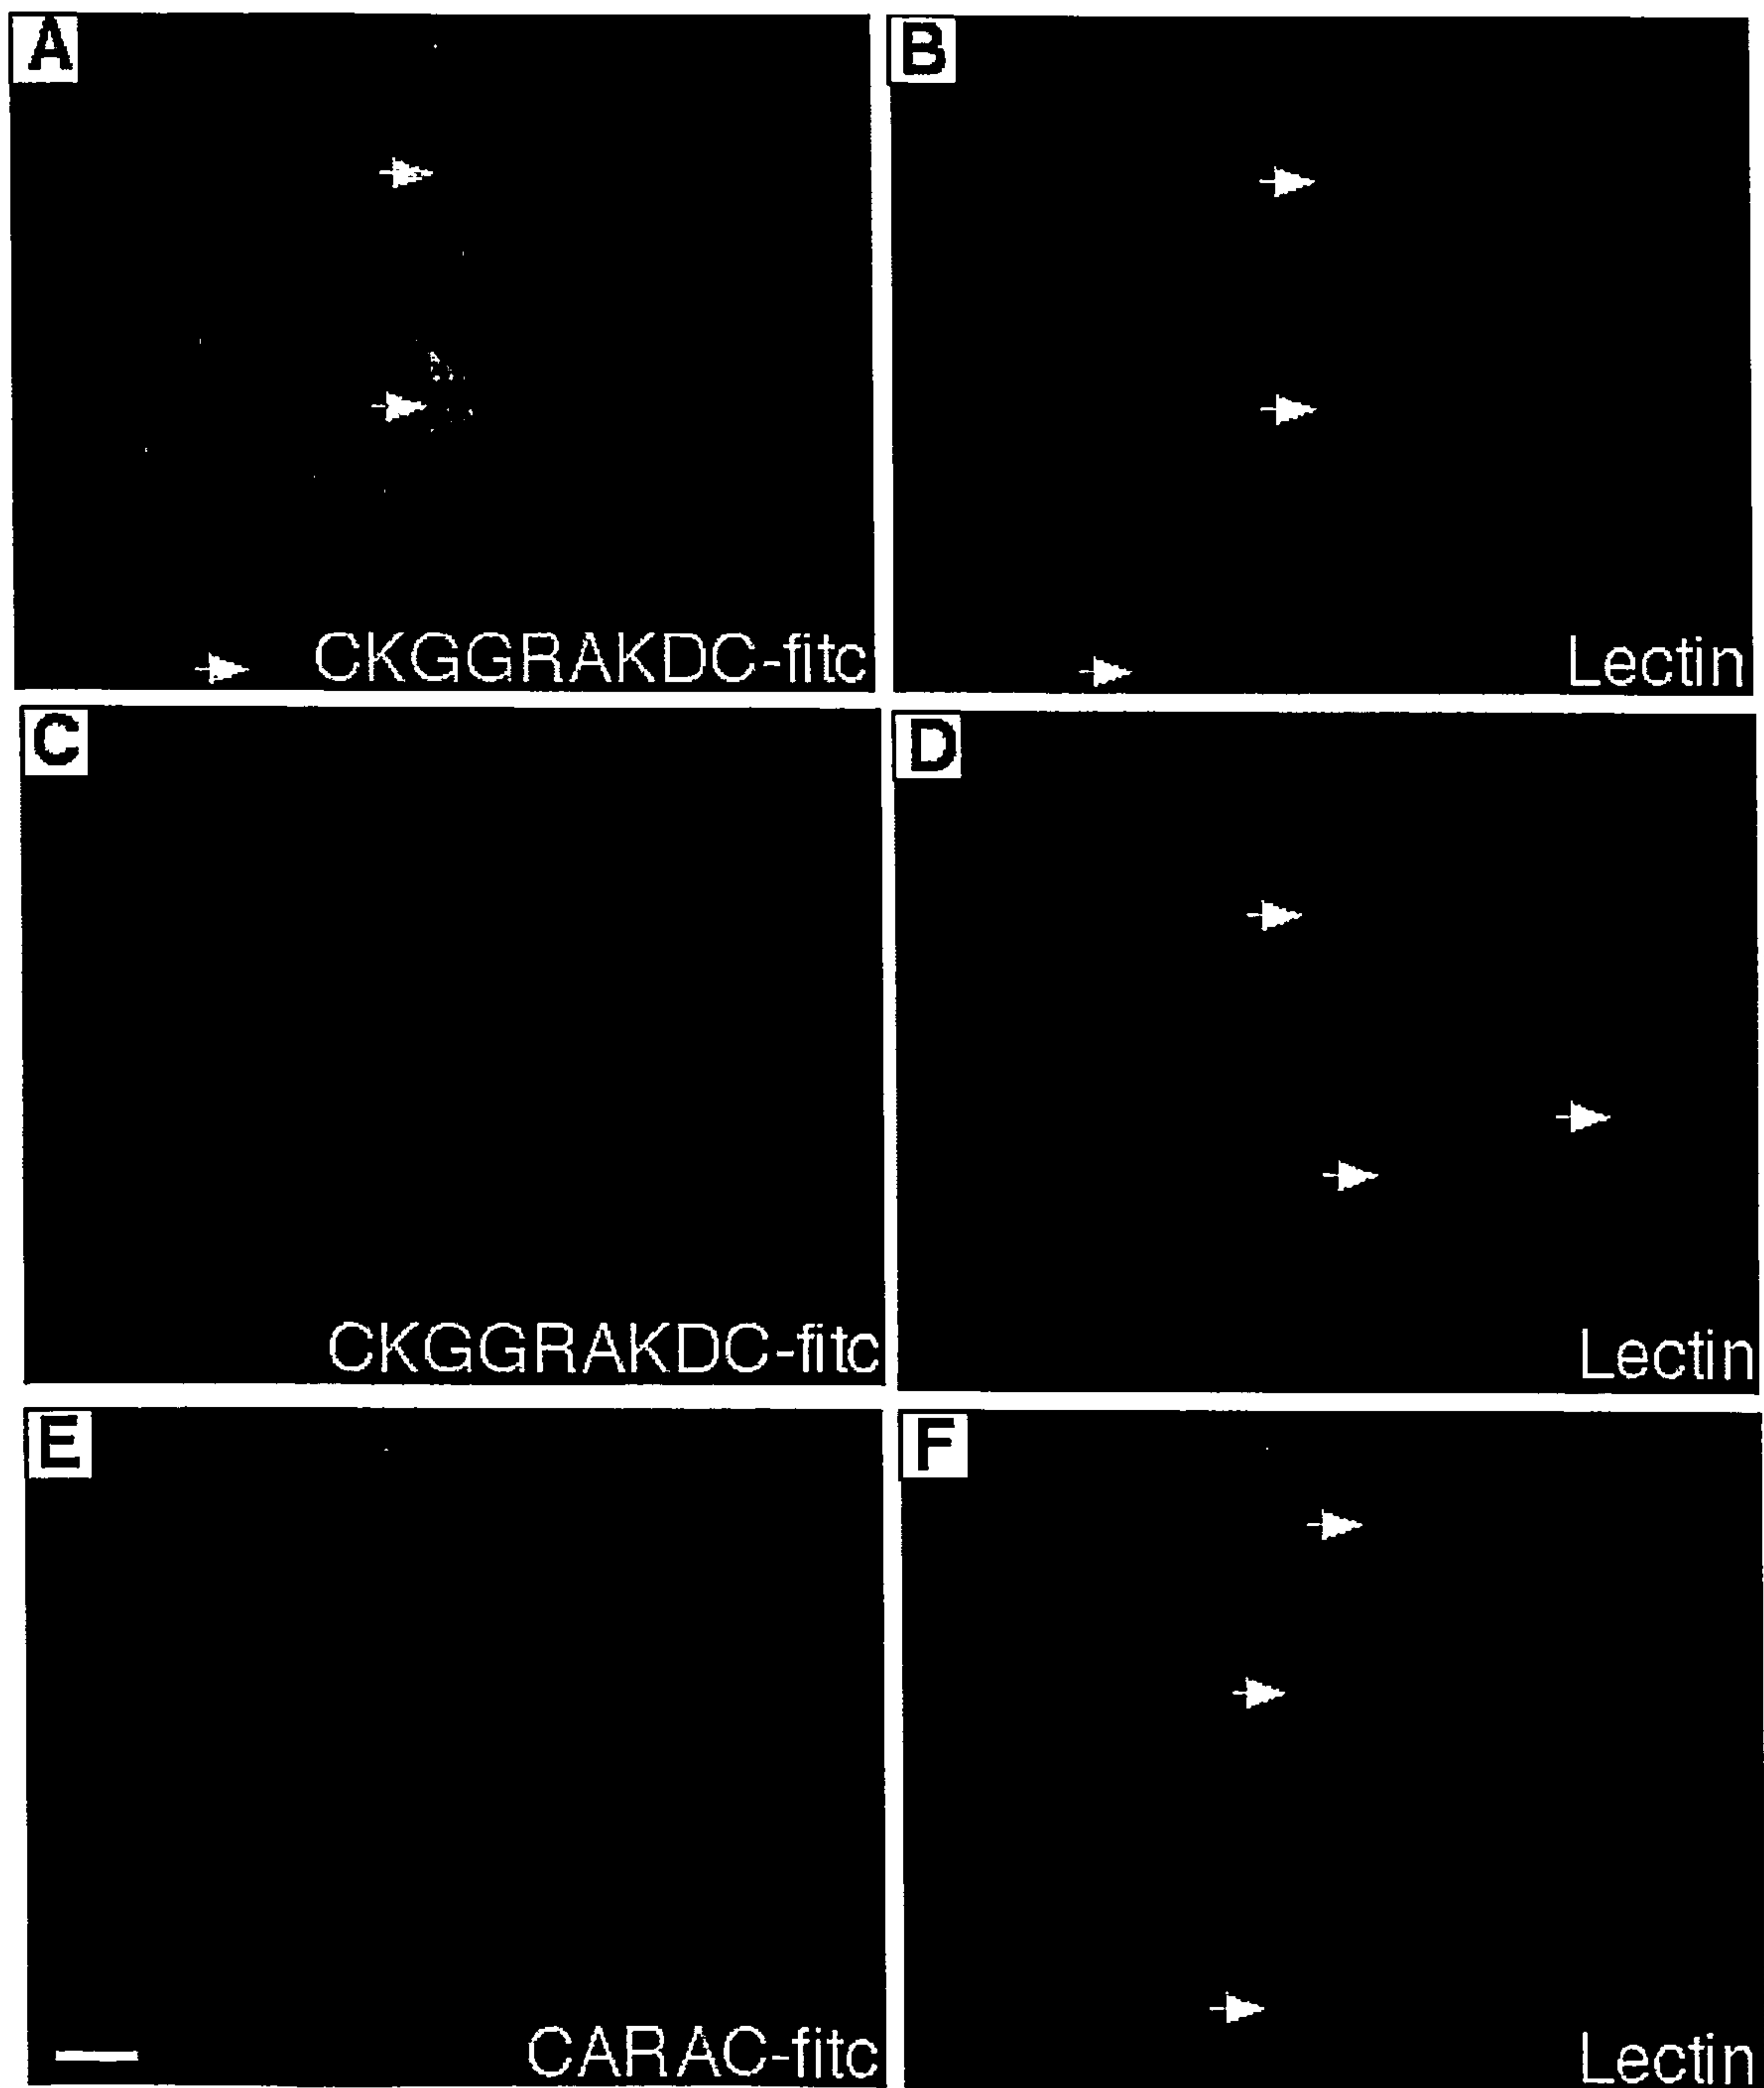 A
B
CKGGRAKDC-fitc
Lectin
C
D
CKGGRAKDC-fitc
Lectin
E
F
CARAC-fitc
Lectin